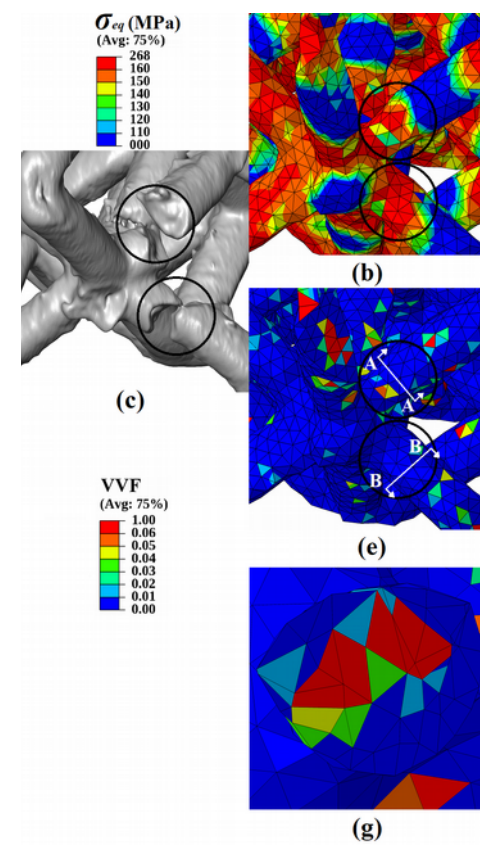 σeq (MPa)
(Avg: 75%)
268
160
150
140
130
120
110
000
(b)
(c)
A
A
B
B
(e)
VVF
(Avg: 75%)
1.00
0.06
0.05
0.04
0.03
0.02
0.01
0.00
(g)